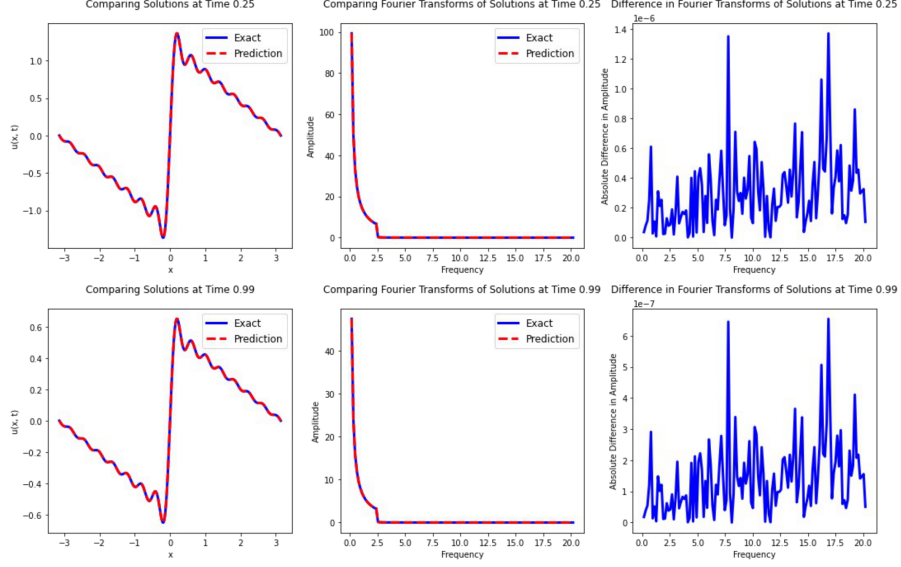 Comparing Solutions at Time 0.25
Exact
Prediction
1.0
0.5
0.0
−0.5
−1.0
u(x, t)
−3 −2 −1 0 1 2 3
x
Comparing Fourier Transforms of Solutions at Time 0.25
Exact
Prediction
100
80
60
40
20
0
Amplitude
0.0 2.5 5.0 7.5 10.0 12.5 15.0 17.5 20.0
Frequency
Difference in Fourier Transforms of Solutions at Time 0.25
1e−6
1.4
1.2
1.0
0.8
0.6
0.4
0.2
0.0
Absolute Difference in Amplitude
0.0 2.5 5.0 7.5 10.0 12.5 15.0 17.5 20.0
Frequency
Comparing Solutions at Time 0.99
Exact
Prediction
0.6
0.4
0.2
0.0
−0.2
−0.4
−0.6
u(x, t)
−3 −2 −1 0 1 2 3
x
Comparing Fourier Transforms of Solutions at Time 0.99
Exact
Prediction
40
30
20
10
0
Amplitude
0.0 2.5 5.0 7.5 10.0 12.5 15.0 17.5 20.0
Frequency
Difference in Fourier Transforms of Solutions at Time 0.99
1e−7
6
5
4
3
2
1
0
Absolute Difference in Amplitude
0.0 2.5 5.0 7.5 10.0 12.5 15.0 17.5 20.0
Frequency